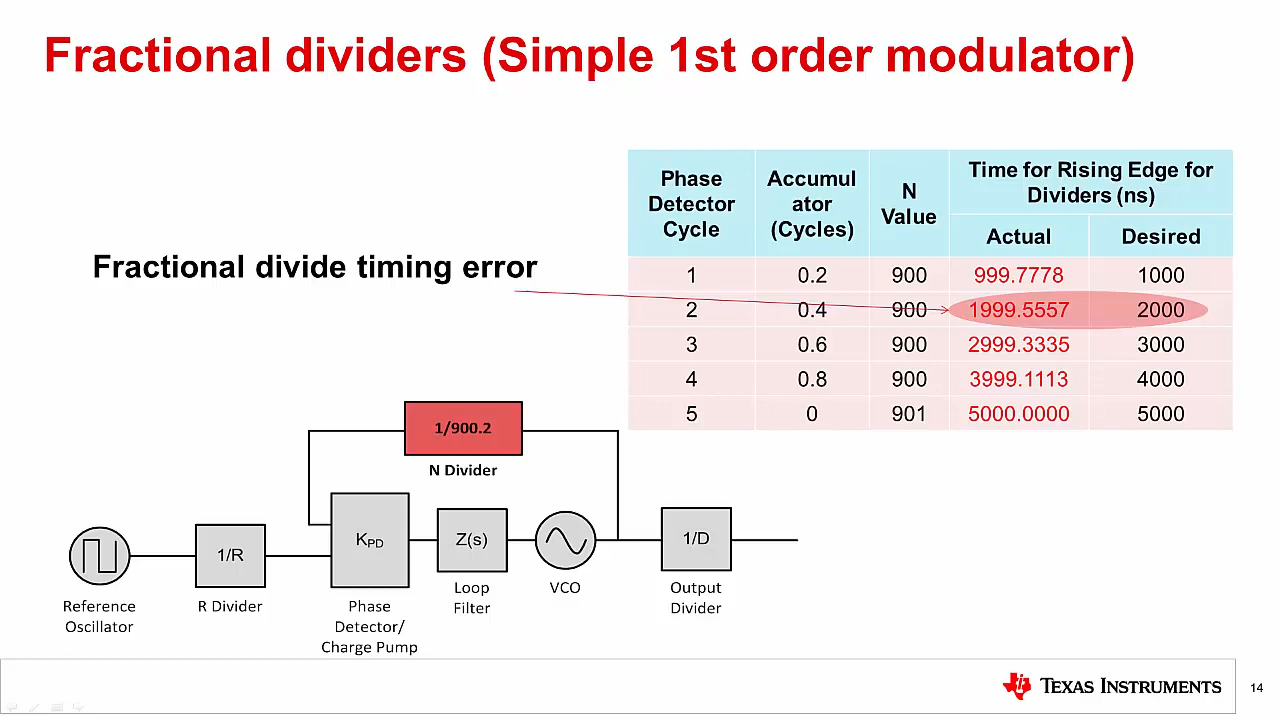 Fractional dividers (Simple 1st order modulator)
Phase Detector Cycle
Accumul ator (Cycles)
N Value
Time for Rising Edge for Dividers (ns)
Actual
Desired
1 0.2 900 999.7778 1000
2 0.4 900 1999.5557 2000
3 0.6 900 2999.3335 3000
4 0.8 900 3999.1113 4000
5 0 901 5000.0000 5000
Fractional divide timing error
1/900.2
N Divider
1/R
KPD
Z(s)
1/D
Reference
Oscillator
R Divider
Phase
Detector/
Charge Pump
Loop
Filter
VCO
Output
Divider
TEXAS INSTRUMENTS
14